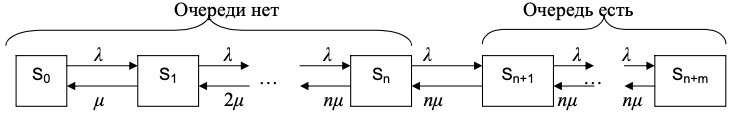 Очереди нет Очередь есть
λ λ λ λ λ λ
S0 S1 ... Sn Sn+1 ... Sn+m
μ 2μ nμ nμ nμ nμ